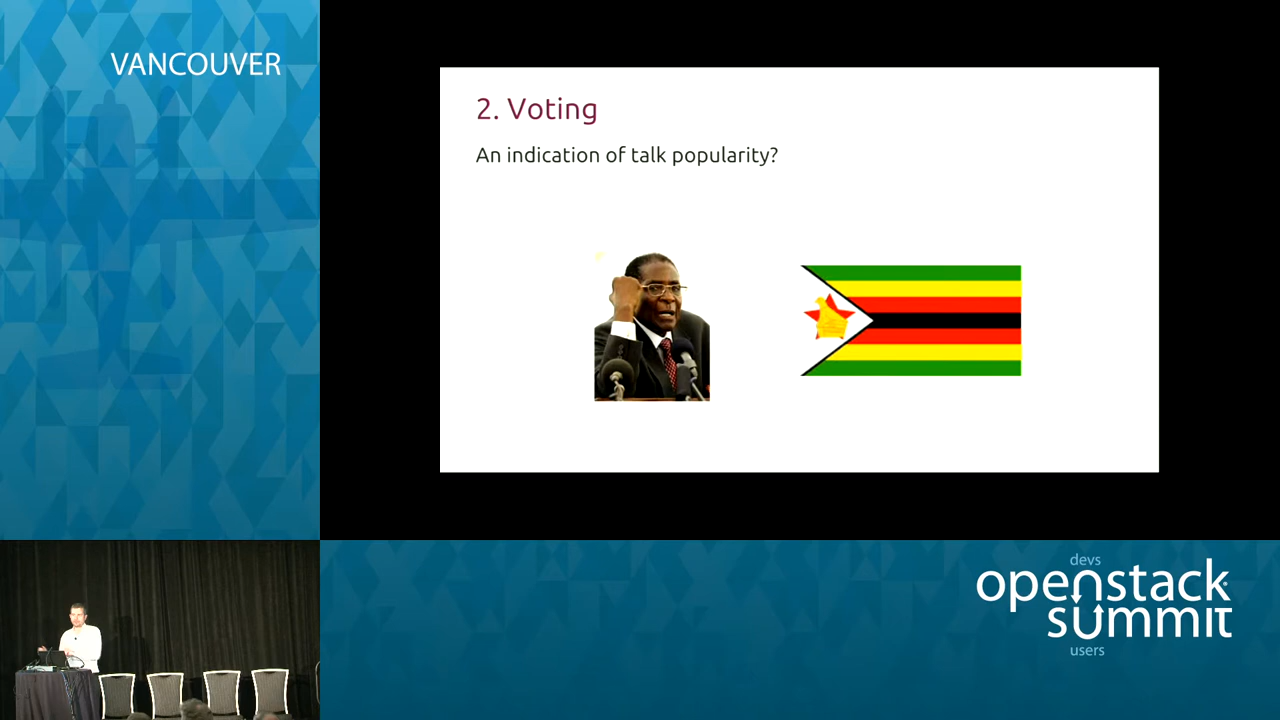 VANCOUVER
2. Voting
An indication of talk popularity?
devs
openstack
summit
users